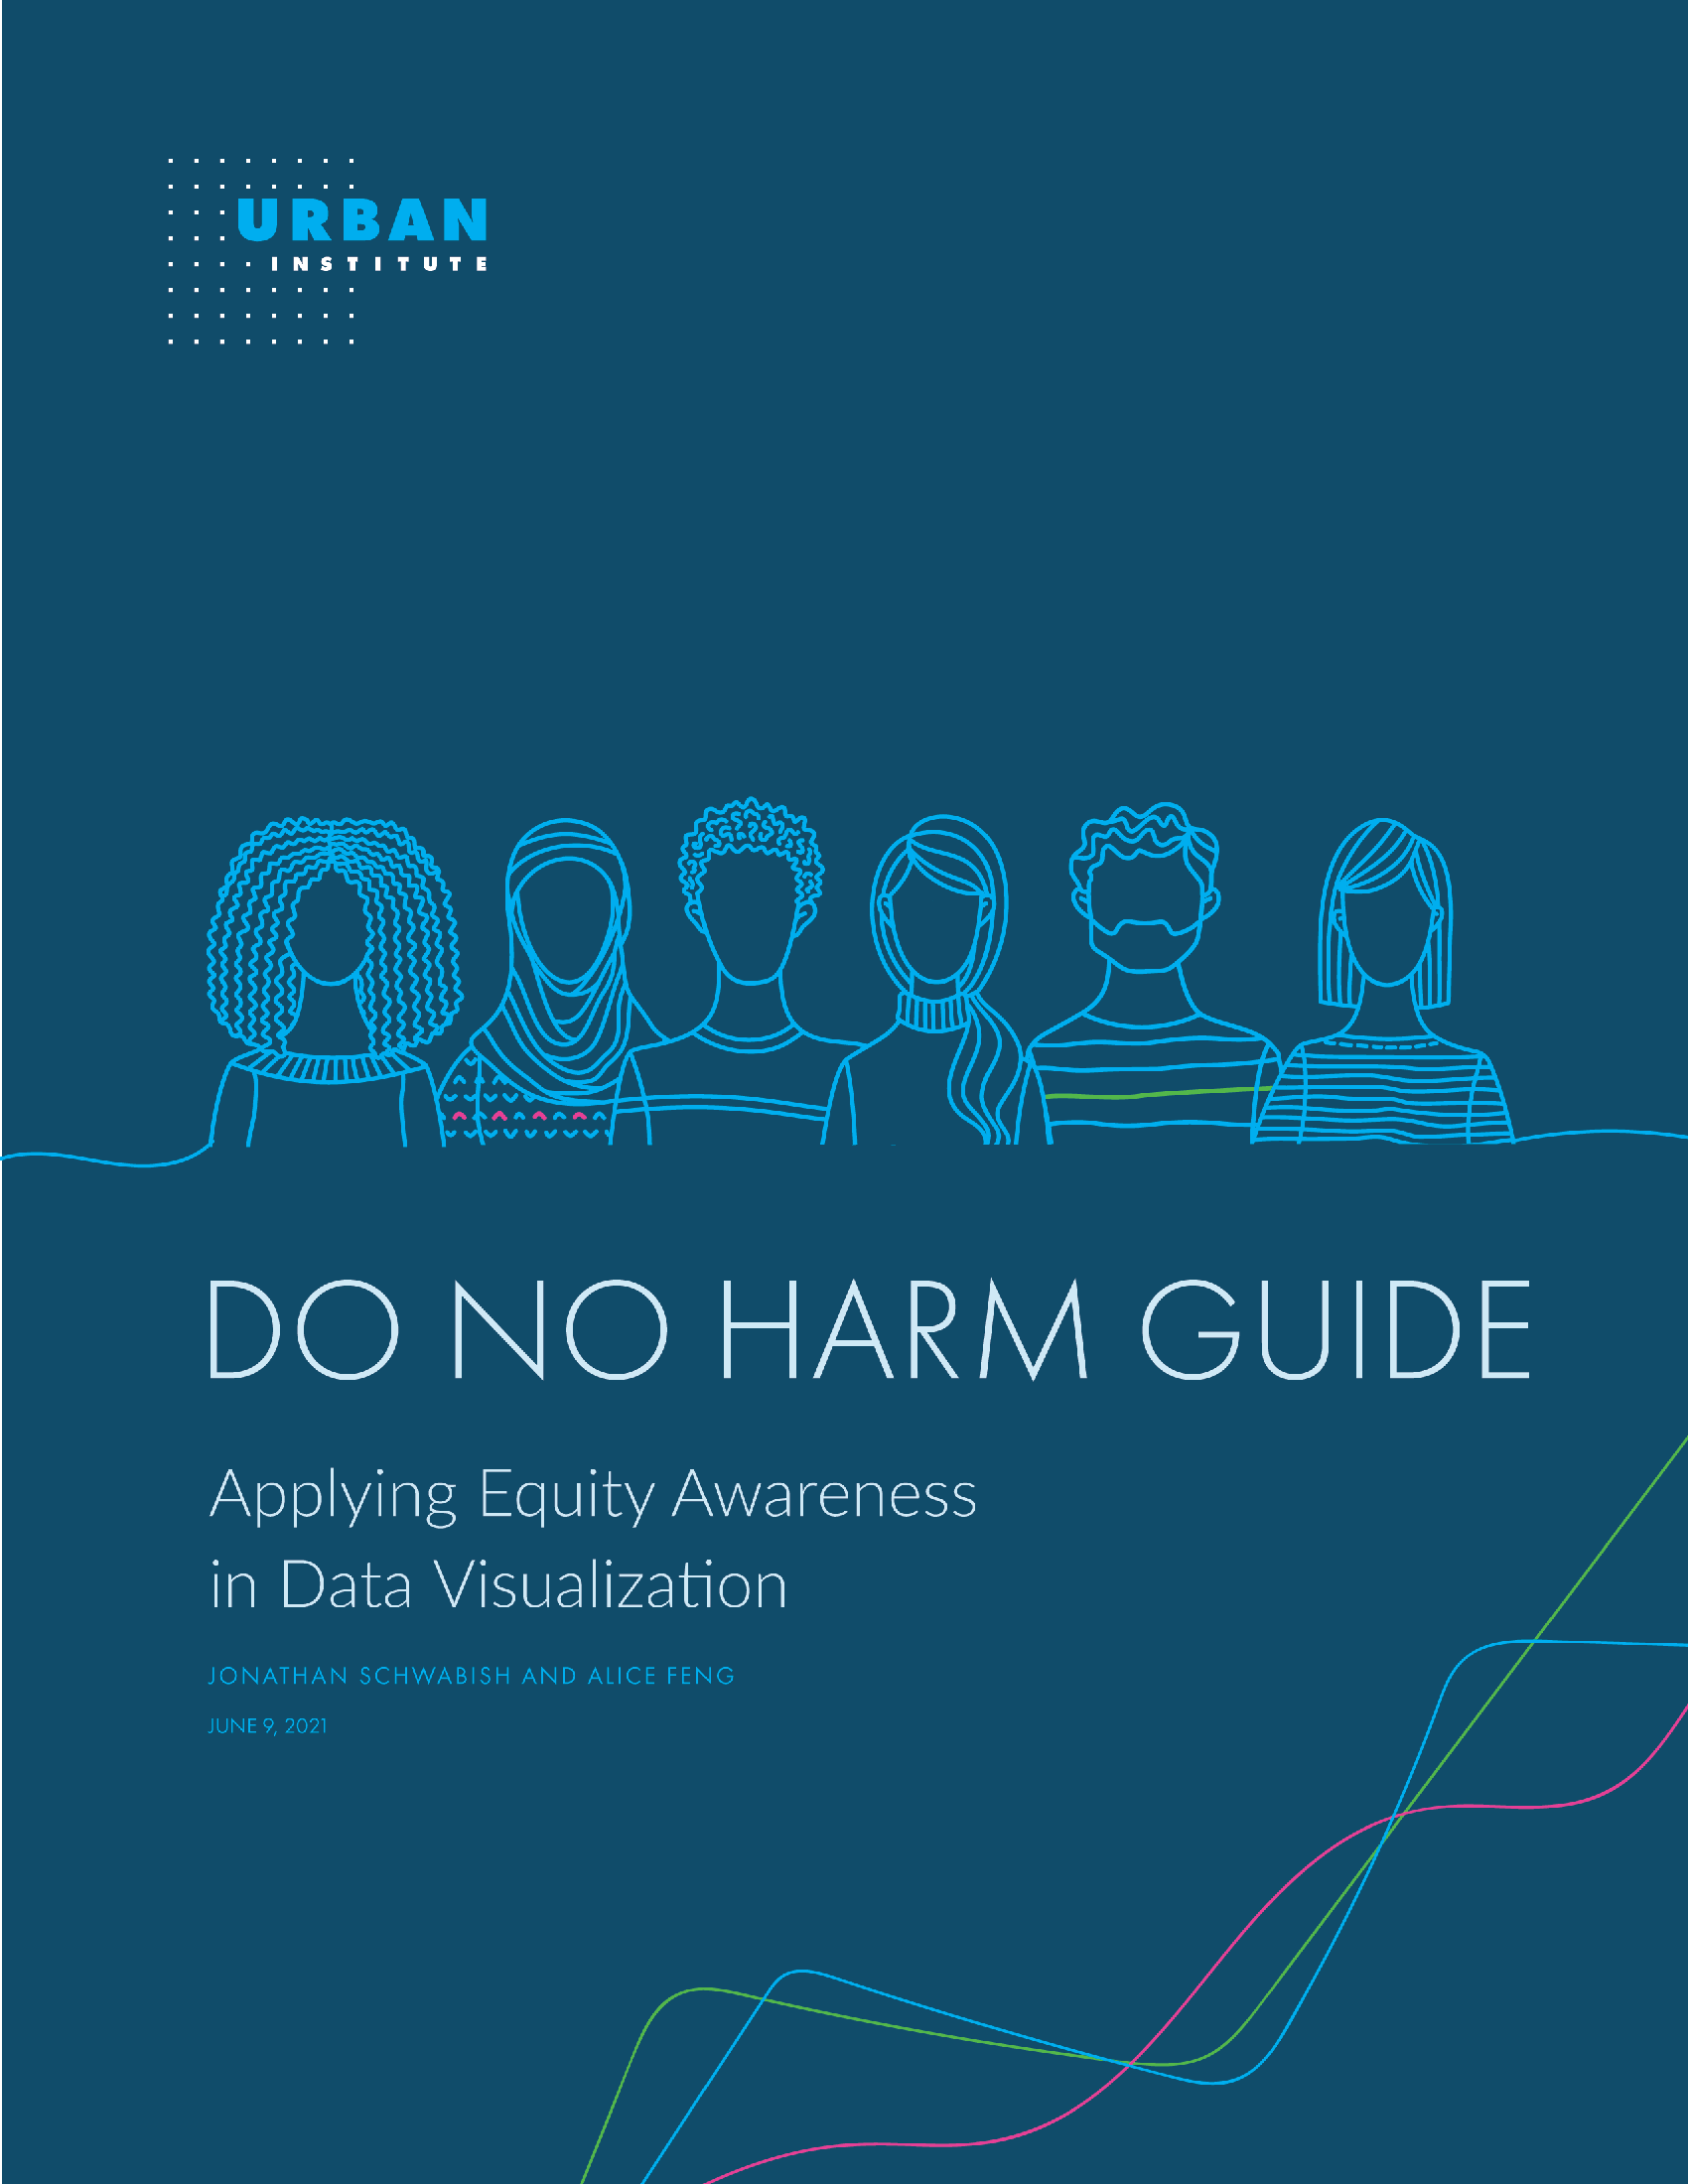 URBAN
INSTITUTE
DO NO HARM GUIDE
Applying Equity Awareness
in Data Visualization
JONATHAN SCHWABISH AND ALICE FENG
JUNE 9, 2021